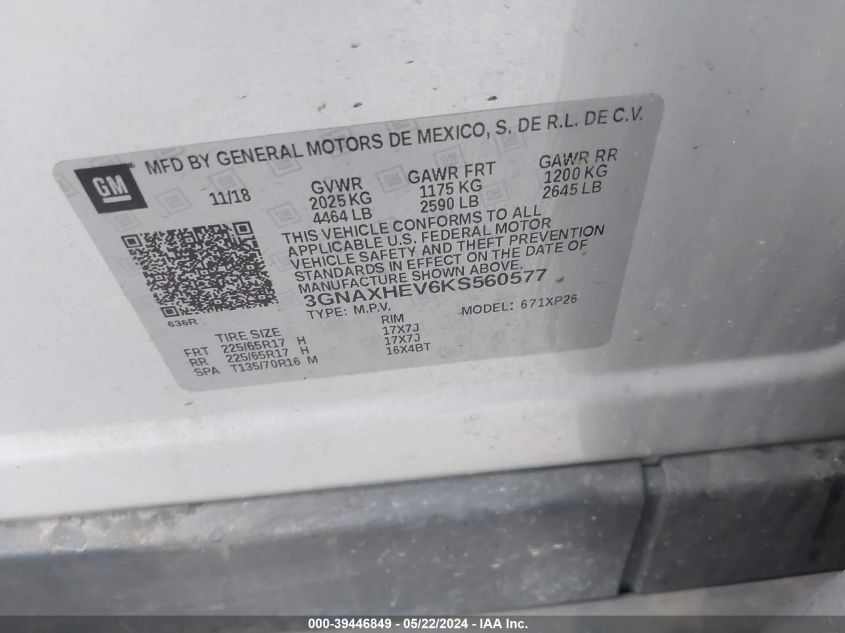 GM
MFD BY GENERAL MOTORS DE MEXICO, S. DE R.L. DE C.V.
11/18 GVWR GAWR FRT GAWR RR
2025 KG 1175 KG 1200 KG
4464 LB 2590 LB 2645 LB
THIS VEHICLE CONFORMS TO ALL
APPLICABLE U.S. FEDERAL MOTOR
VEHICLE SAFETY AND THEFT PREVENTION
STANDARDS IN EFFECT ON THE DATE OF
MANUFACTURE SHOWN ABOVE.
3GNAXHEV6KS560577
636R TYPE: M.P.V. MODEL: 671XP26
TIRE SIZE RIM
FRT 225/65R17 H 17X7J
RR 225/65R17 H 17X7J
SPA T135/70R16 M 16X4BT
000-39446849 - 05/22/2024 - IAA Inc.